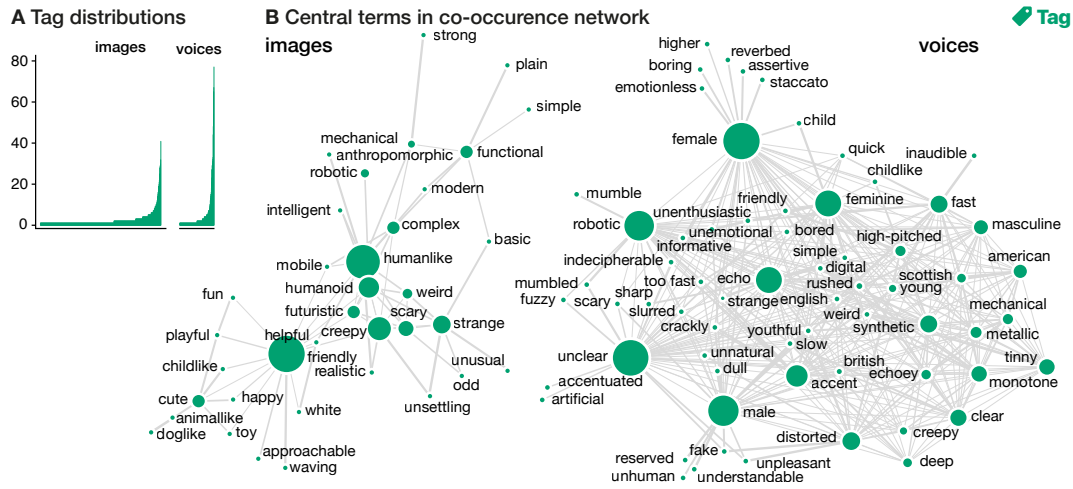 A Tag distributions
B Central terms in co-occurence network
Tag
images
voices
80
60
40
20
0
images
strong
plain
simple
mechanical
anthropomorphic
functional
robotic
modern
intelligent
complex
basic
humanlike
mobile
humanoid
weird
fun
futuristic
scary
creepy
strange
playful
helpful
friendly
realistic
unusual
childlike
odd
cute
happy
unsettling
white
animallike
doglike
toy
approachable
waving
voices
higher
reverbed
boring
assertive
emotionless
staccato
child
female
quick
inaudible
childlike
mumble
friendly
feminine
fast
unenthusiastic
robotic
masculine
unemotional
bored
high-pitched
informative
simple
indecipherable
digital
american
mumbled
too fast
echo
rushed
scottish
young
fuzzy
scary
sharp
strange
english
mechanical
slurred
weird
crackly
youthful
synthetic
metallic
slow
unclear
unnatural
british
tinny
dull
accent
echoey
monotone
accentuated
artificial
male
clear
distorted
creepy
fake
reserved
unpleasant
deep
unhuman
understandable